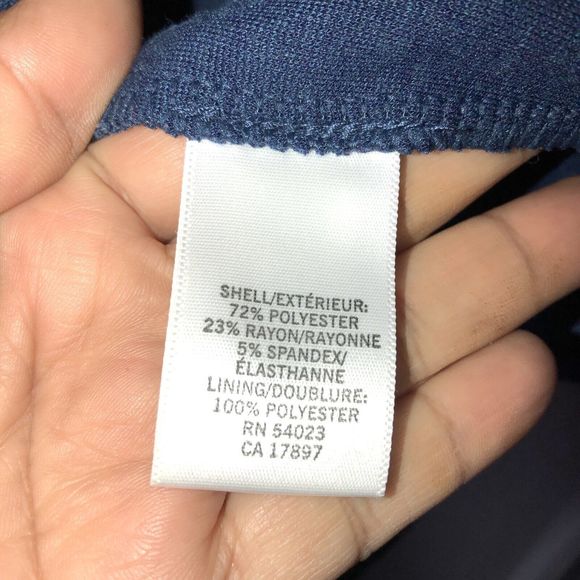 SHELL/EXTÉRIEUR:
72% POLYESTER
23% RAYON/RAYONNE
5% SPANDEX/
ÉLASTHANNE
LINING/DOUBLURE:
100% POLYESTER
RN 54023
CA 17897